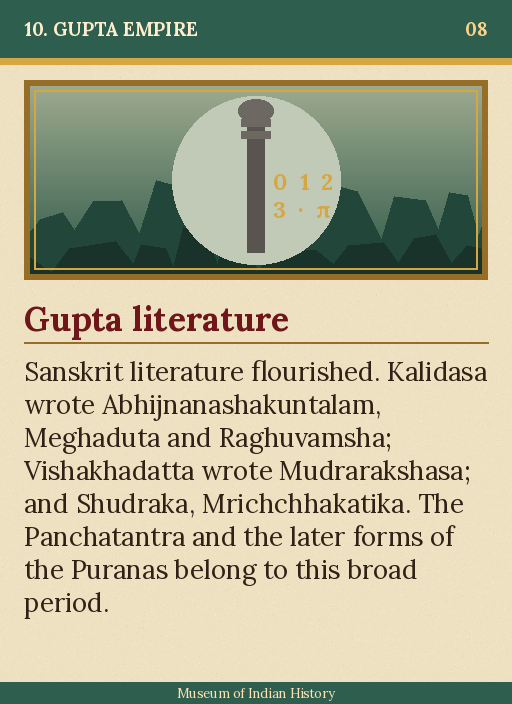 10. GUPTA EMPIRE
08
0 1 2
3 · π
Gupta literature
Sanskrit literature flourished. Kalidasa
wrote Abhijnanashakuntalam,
Meghaduta and Raghuvamsha;
Vishakhadatta wrote Mudrarakshasa;
and Shudraka, Mrichchhakatika. The
Panchatantra and the later forms of
the Puranas belong to this broad
period.
Museum of Indian History